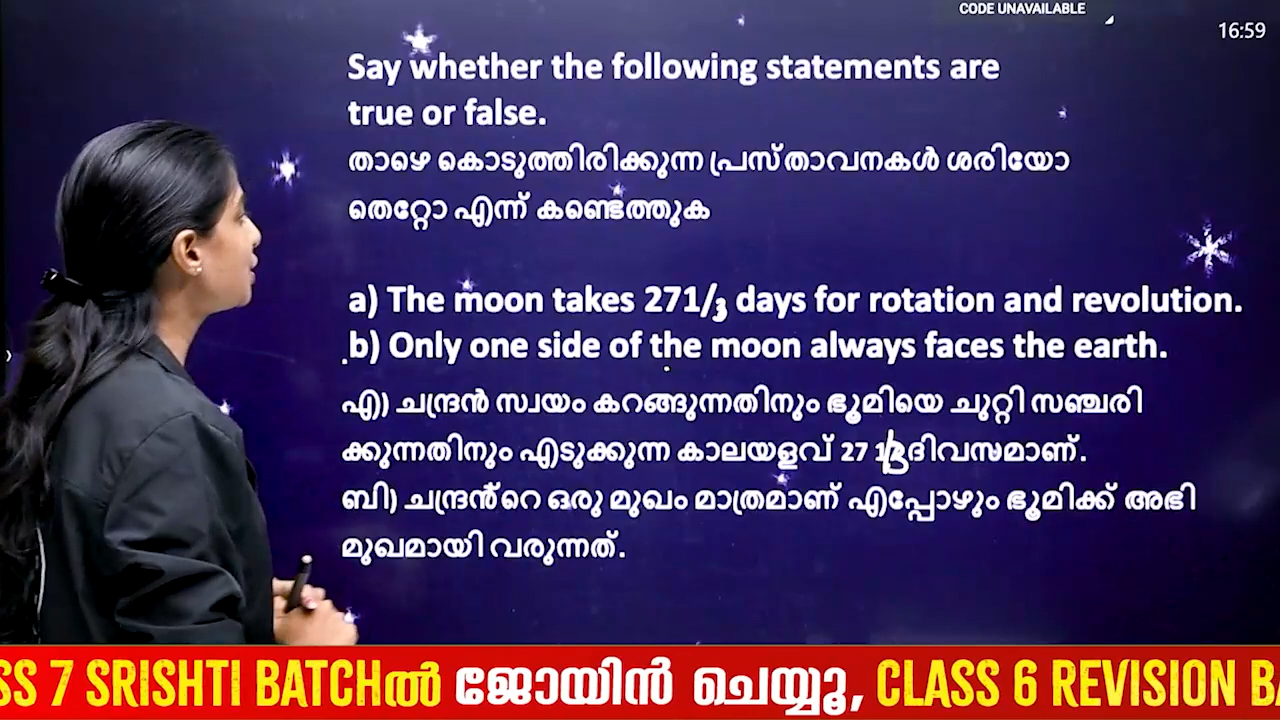 CODE UNAVAILABLE
16:59
Say whether the following statements are
true or false.
താഴെ കൊടുത്തിരിക്കുന്ന പ്രസ്താവനകൾ ശരിയോ
തെറ്റോ എന്ന് കണ്ടെത്തുക
a) The moon takes 271/3 days for rotation and revolution.
b) Only one side of the moon always faces the earth.
എ) ചന്ദ്രൻ സ്വയം കറങ്ങുന്നതിനും ഭൂമിയെ ചുറ്റി സഞ്ചരി
ക്കുന്നതിനും എടുക്കുന്ന കാലയളവ് 27 1/3 ദിവസമാണ്.
ബി) ചന്ദ്രൻ്റെ ഒരു മുഖം മാത്രമാണ് എപ്പോഴും ഭൂമിക്ക് അഭി
മുഖമായി വരുന്നത്.
SS 7 SRISHTI BATCHൽ ജോയിൻ ചെയ്യൂ, CLASS 6 REVISION BA